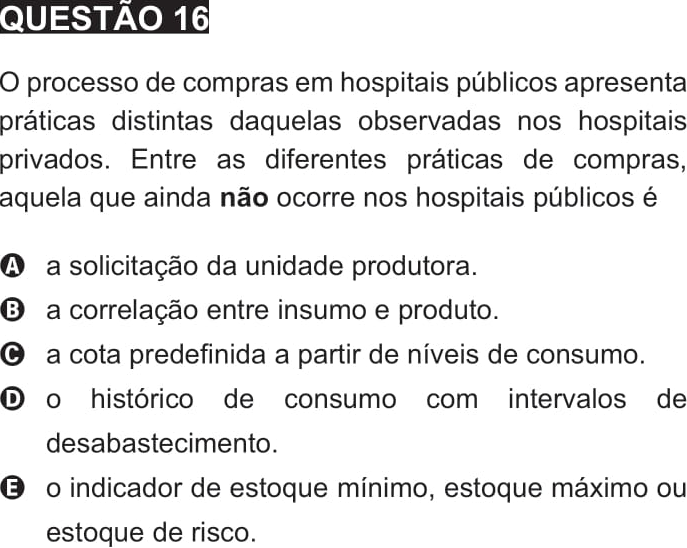 QUESTÃO 16
O processo de compras em hospitais públicos apresenta
práticas distintas daquelas observadas nos hospitais
privados. Entre as diferentes práticas de compras,
aquela que ainda não ocorre nos hospitais públicos é
A a solicitação da unidade produtora.
B a correlação entre insumo e produto.
C a cota predefinida a partir de níveis de consumo.
D o histórico de consumo com intervalos de
desabastecimento.
E o indicador de estoque mínimo, estoque máximo ou
estoque de risco.